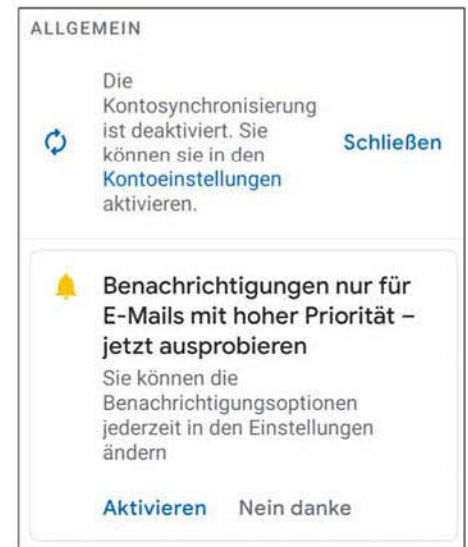 ALLGEMEIN
Die
Kontosynchronisierung
ist deaktiviert. Sie
können sie in den
Kontoeinstellungen
aktivieren.
Schließen
Benachrichtigungen nur für
E-Mails mit hoher Priorität –
jetzt ausprobieren
Sie können die
Benachrichtigungsoptionen
jederzeit in den Einstellungen
ändern
Aktivieren Nein danke